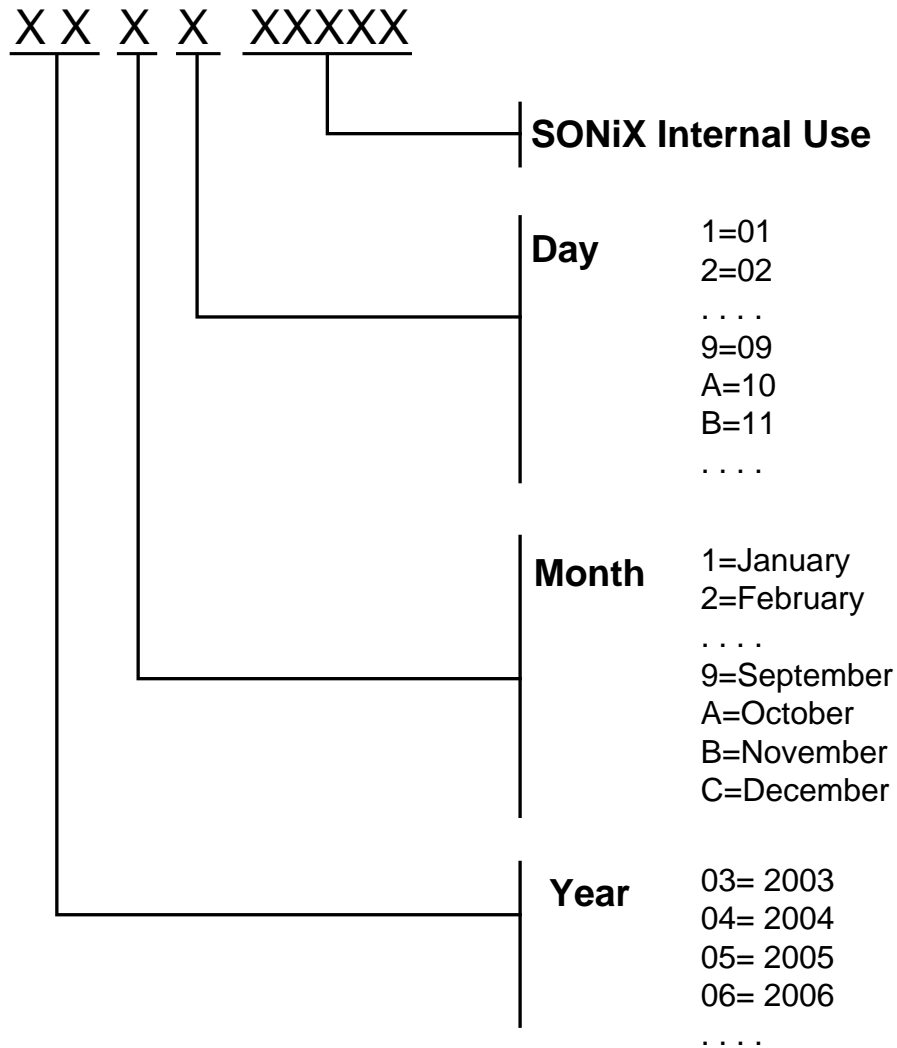 X X X X XXXXX
SONiX Internal Use
Day
1=01
2=02
. . . .
9=09
A=10
B=11
. . . .
Month
1=January
2=February
. . . .
9=September
A=October
B=November
C=December
Year
03= 2003
04= 2004
05= 2005
06= 2006
. . . .